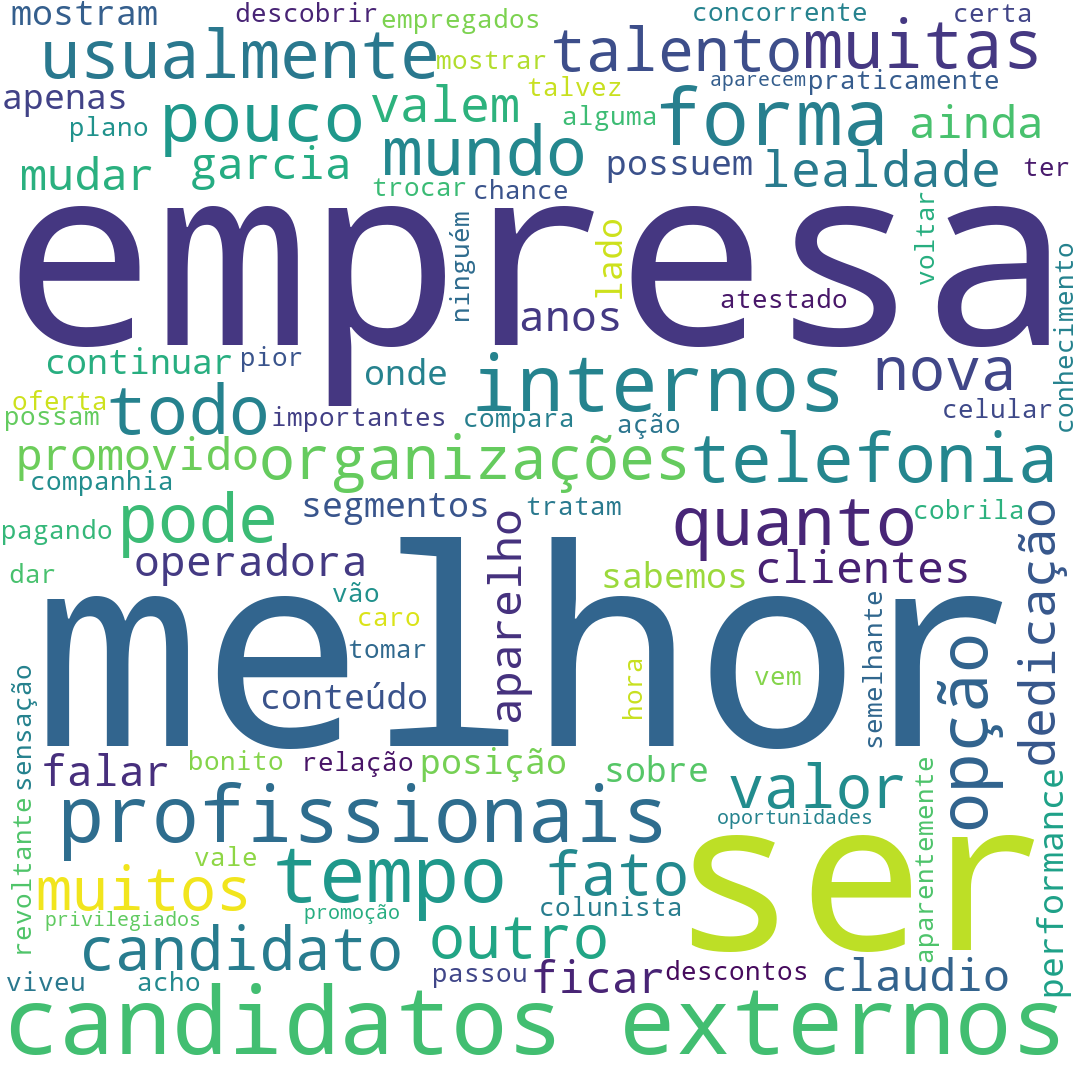 mostram
descobrir
empregados
concorrente
certa
usualmente
mostrar
talento
muitas
apenas
plano
pouco
valem
talvez
alguma
aparecem
praticamente
forma
ainda
mudar
garcia
mundo
possuem
lealdade
ter
trocar
chance
empresa
ninguém
lado
anos
atestado
voltar
conhecimento
continuar
pior
onde
internos
nova
oferta
possam
todo
importantes
compara
ação
celular
promovido
organizações
telefonia
companhia
segmentos
tratam
pagando
pode
quanto
cobrila
operadora
aparelho
sabemos
clientes
dedicação
dar
vão
caro
tomar
melhor
conteúdo
hora
vem
semelhante
opção
sensação
falar
bonito
relação
posição
sobre
valor
oportunidades
profissionais
revoltante
vale
tempo
fato
ser
aparentemente
performance
muitos
privilegiados
promoção
colunista
candidato
outro
viveu
acho
passou
ficar
descontos
claudio
candidatos externos